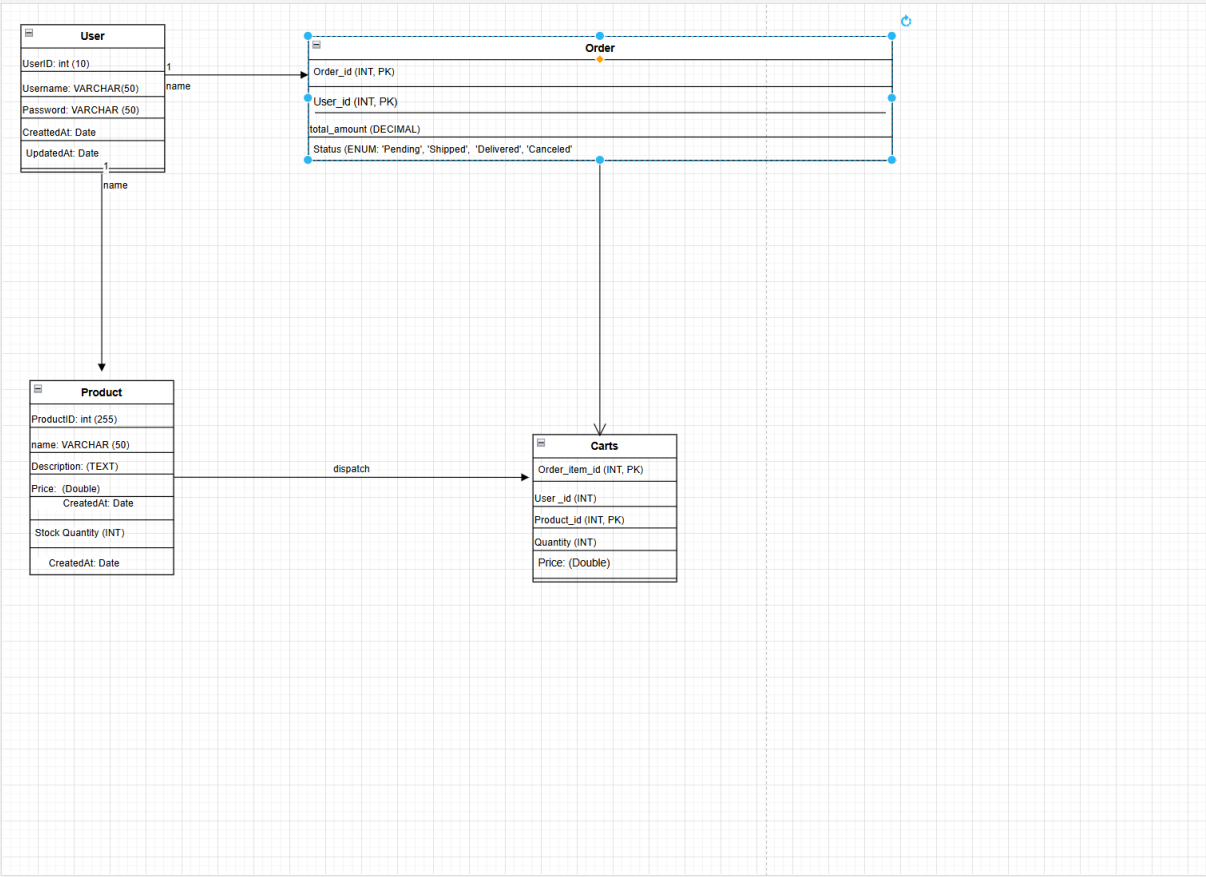 User
UserID: int (10)
Username: VARCHAR(50)
Password: VARCHAR (50)
CreattedAt: Date
UpdatedAt: Date
1
name
1
name
Order
Order_id (INT, PK)
User_id (INT, PK)
total_amount (DECIMAL)
Status (ENUM: 'Pending', 'Shipped', 'Delivered', 'Canceled'
Product
ProductID: int (255)
name: VARCHAR (50)
Description: (TEXT)
Price: (Double)
CreatedAt: Date
Stock Quantity (INT)
CreatedAt: Date
dispatch
Carts
Order_item_id (INT, PK)
User _id (INT)
Product_id (INT, PK)
Quantity (INT)
Price: (Double)